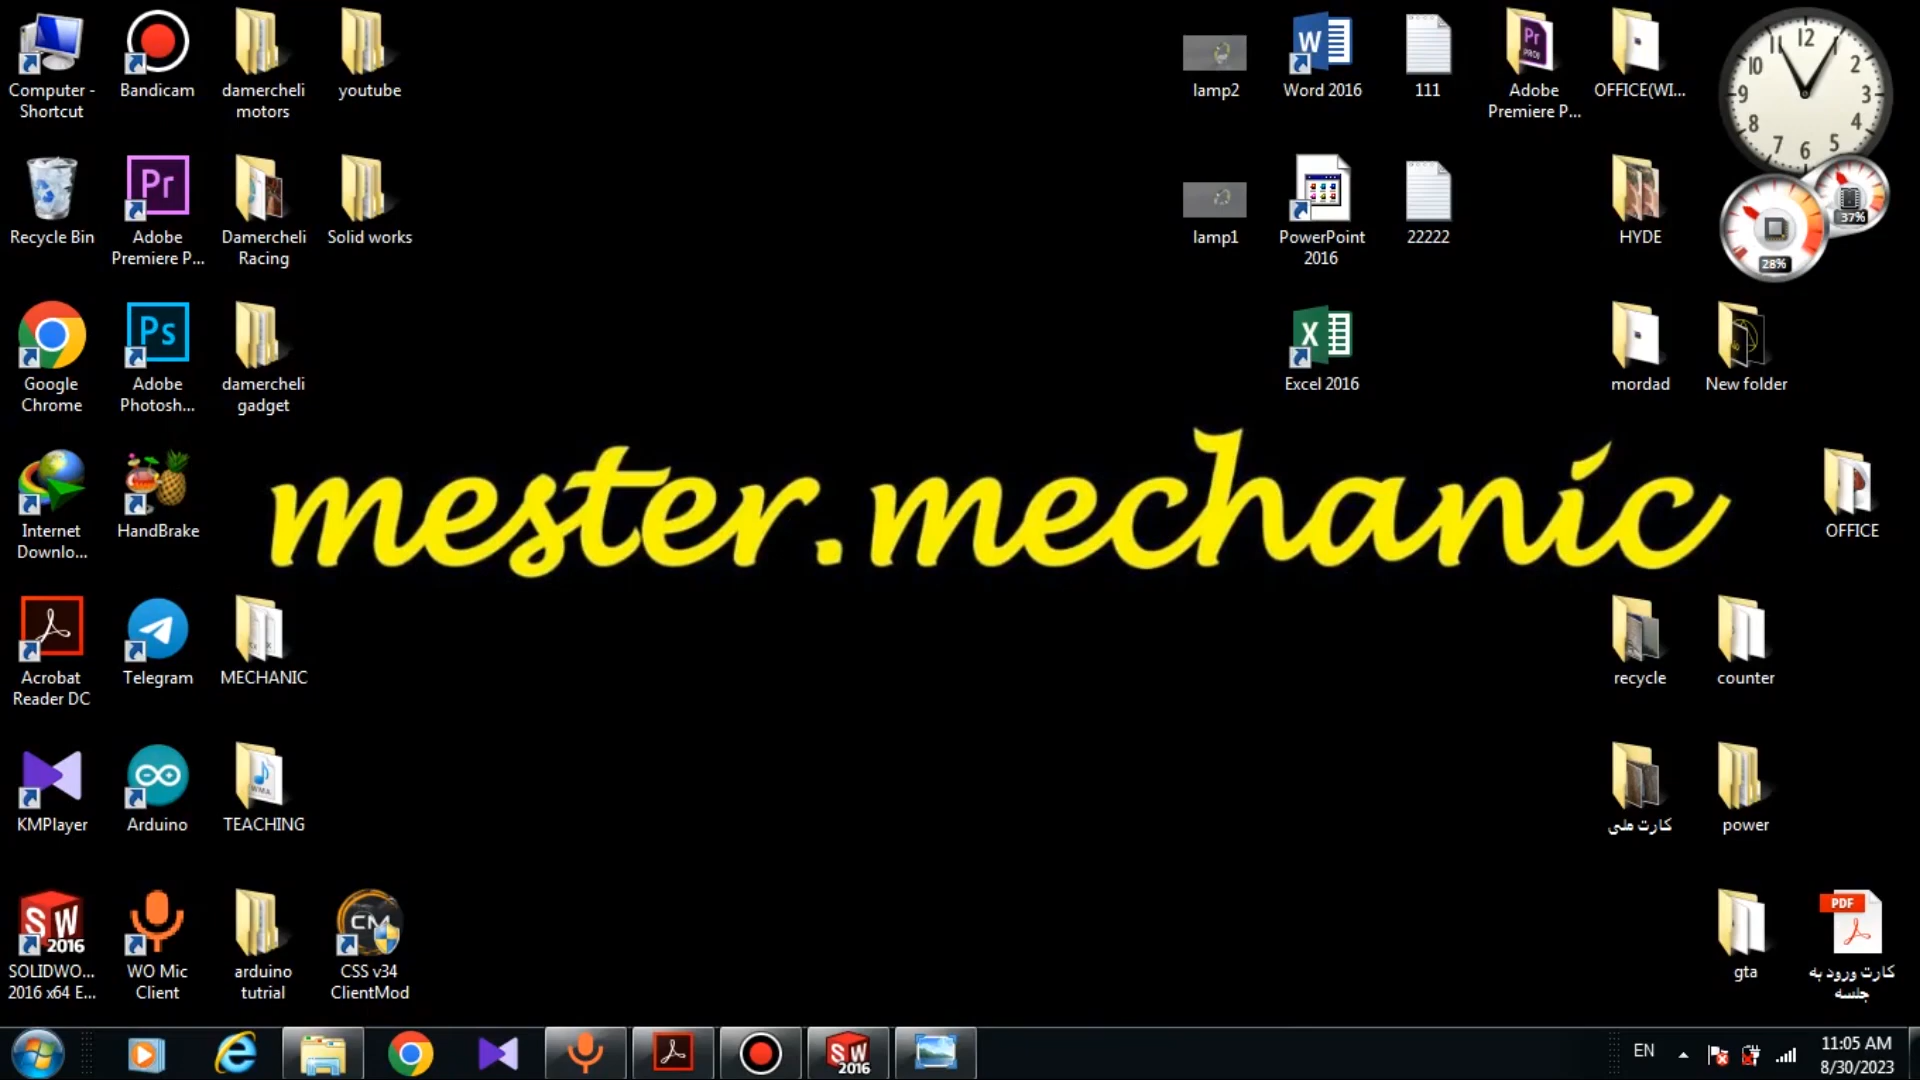 Computer -
Shortcut
Bandicam
damercheli
motors
youtube
lamp2
Word 2016
111
Adobe
Premiere P...
OFFICE(WI...
Recycle Bin
Adobe
Premiere P...
Damercheli
Racing
Solid works
lamp1
PowerPoint
2016
22222
HYDE
37%
28%
Google
Chrome
Adobe
Photosh...
damercheli
gadget
Excel 2016
mordad
New folder
mester.mechanic
Internet
Downlo...
HandBrake
OFFICE
Acrobat
Reader DC
Telegram
MECHANIC
recycle
counter
KMPlayer
Arduino
TEACHING
کارت ملی
power
SOLIDWO...
2016 x64 E...
WO Mic
Client
arduino
tutrial
CSS v34
ClientMod
gta
کارت ورود به
جلسه
EN
11:05 AM
8/30/2023